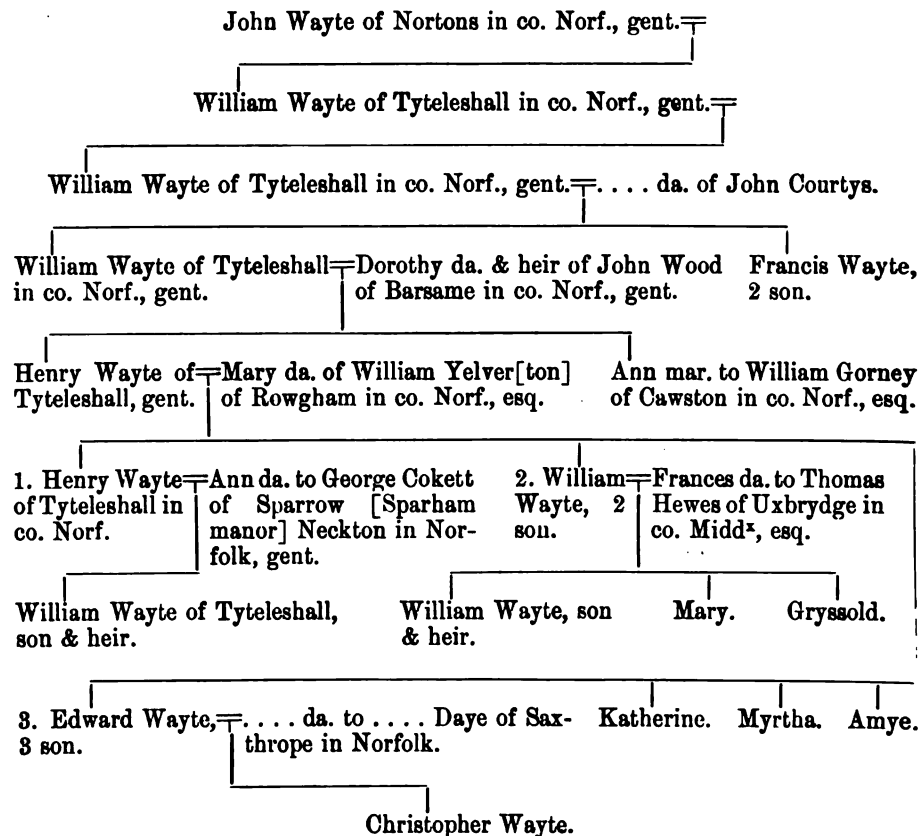 John Wayte of Nortons in co. Norf., gent.
William Wayte of Tyteleshall in co. Norf., gent.
William Wayte of Tyteleshall in co. Norf., gent. . . . . da. of John Courtys.
William Wayte of Tyteleshall
in co. Norf., gent.
Dorothy da. & heir of John Wood
of Barsame in co. Norf., gent.
Francis Wayte,
2 son.
Henry Wayte of
Tyteleshall, gent.
Mary da. of William Yelver[ton]
of Rowgham in co. Norf., esq.
Ann mar. to William Gorney
of Cawston in co. Norf., esq.
1. Henry Wayte
of Tyteleshall in
co. Norf.
Ann da. to George Cokett
of Sparrow [Sparham
manor] Neckton in Nor-
folk, gent.
2. William
Wayte, 2
son.
Frances da. to Thomas
Hewes of Uxbrydge in
co. Middˣ, esq.
William Wayte of Tyteleshall,
son & heir.
William Wayte, son
& heir.
Mary.
Gryssold.
3. Edward Wayte,
3 son.
. . . . da. to . . . . Daye of Sax-
thrope in Norfolk.
Katherine.
Myrtha.
Amye.
Christopher Wayte.